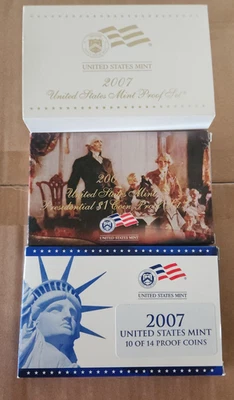 UNITED STATES MINT
2007
United States Mint Proof Set
United States Mint
Presidential $1 Coin Proof Set
UNITED STATES MINT
UNITED STATES MINT
2007
UNITED STATES MINT
10 OF 14 PROOF COINS